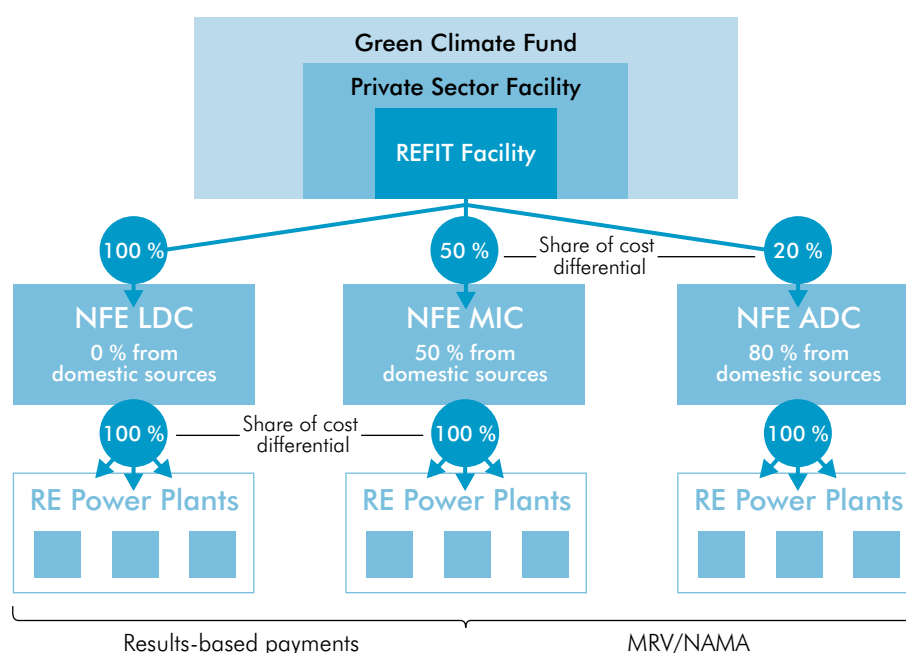 Green Climate Fund
Private Sector Facility
REFIT Facility
100 %
50 %
Share of cost
differential
20 %
NFE LDC
0 % from
domestic sources
NFE MIC
50 % from
domestic sources
NFE ADC
80 % from
domestic sources
100 %
Share of cost
differential
100 %
100 %
RE Power Plants
RE Power Plants
RE Power Plants
Results-based payments
MRV/NAMA